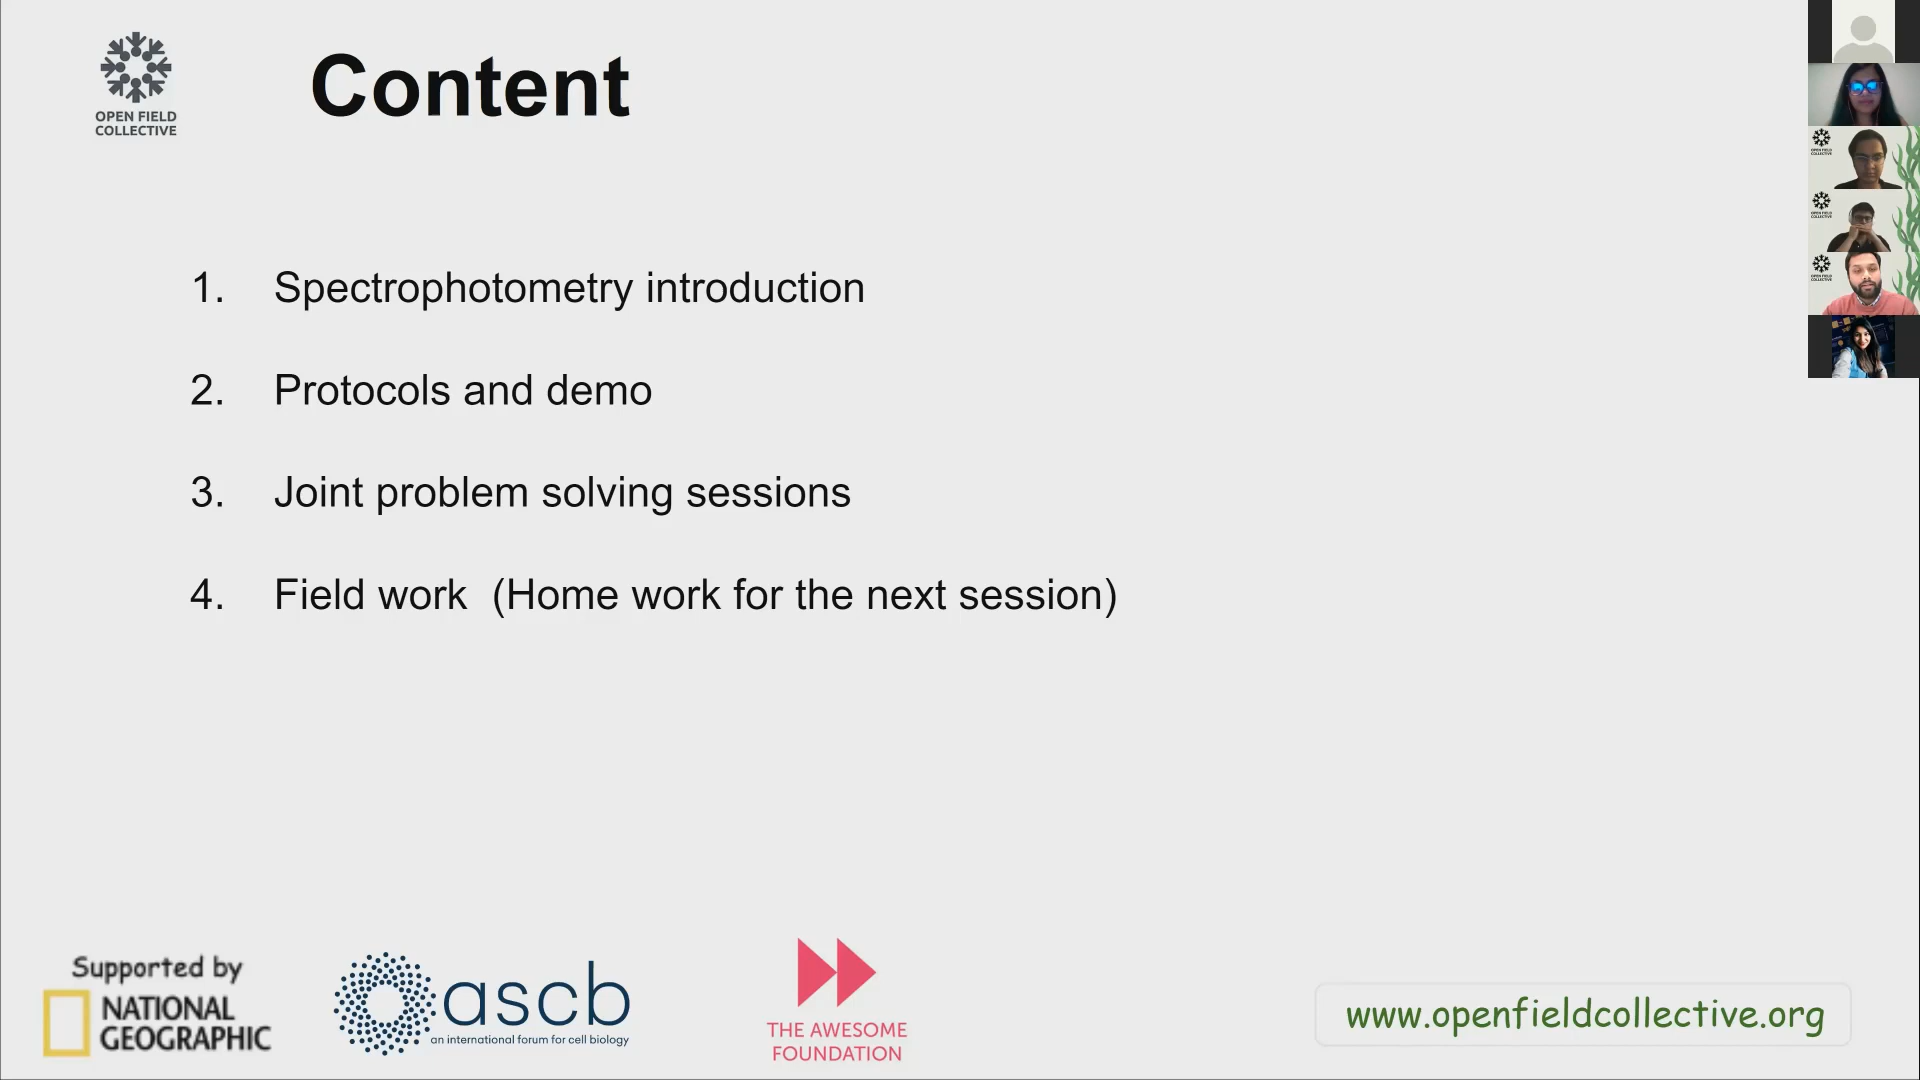 OPEN FIELD
COLLECTIVE
Content
1. Spectrophotometry introduction
2. Protocols and demo
3. Joint problem solving sessions
4. Field work (Home work for the next session)
Supported by
NATIONAL
GEOGRAPHIC
ascb
an international forum for cell biology
THE AWESOME
FOUNDATION
www.openfieldcollective.org